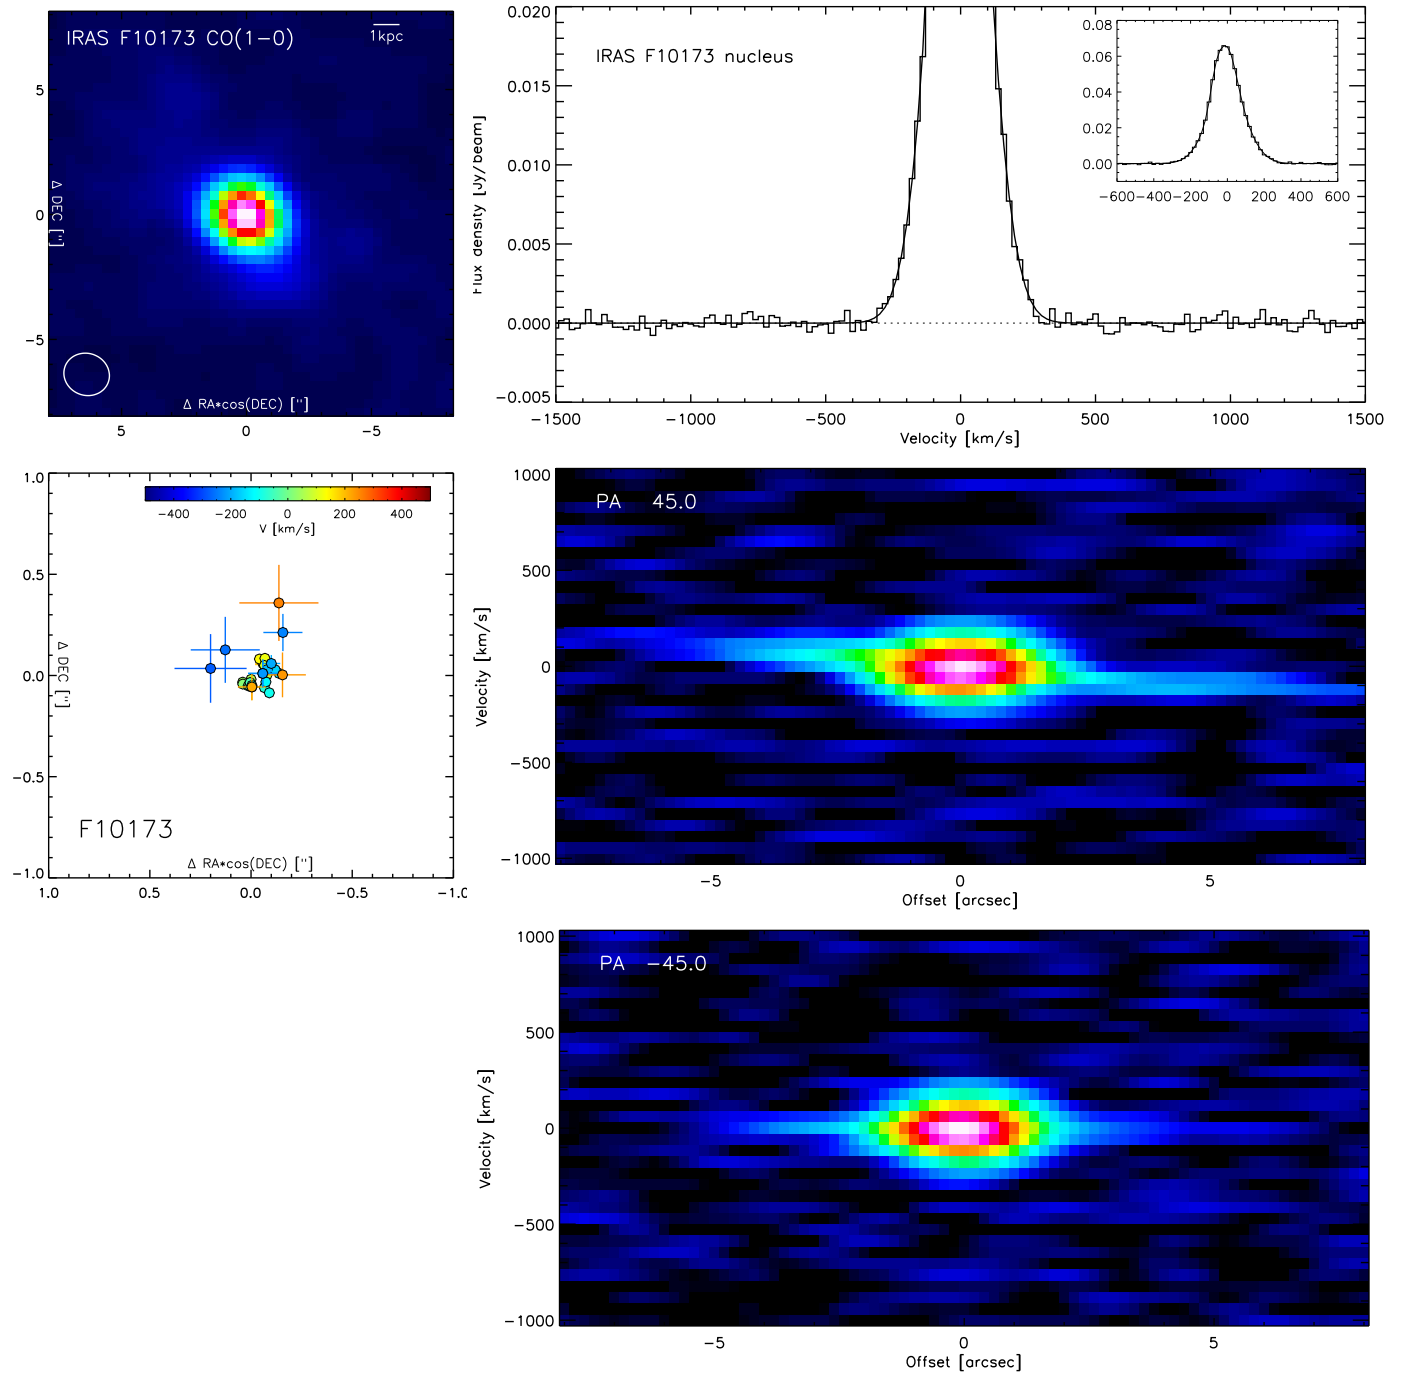 IRAS F10173 CO(1-0)
1kpc
5
0
-5
Δ DEC ["]
Δ RA*cos(DEC) ["]
5 0 -5
IRAS F10173 nucleus
0.020
0.015
0.010
0.005
0.000
-0.005
Flux density [Jy/beam]
-1500 -1000 -500 0 500 1000 1500
Velocity [km/s]
0.08
0.06
0.04
0.02
0.00
-600 -400 -200 0 200 400 600
1.0
0.5
0.0
-0.5
-1.0
-400 -200 0 200 400
V [km/s]
Δ DEC ["]
F10173
Δ RA*cos(DEC) ["]
1.0 0.5 0.0 -0.5 -1.0
PA 45.0
1000
500
0
-500
-1000
Velocity [km/s]
-5 0 5
Offset [arcsec]
PA -45.0
1000
500
0
-500
-1000
Velocity [km/s]
-5 0 5
Offset [arcsec]